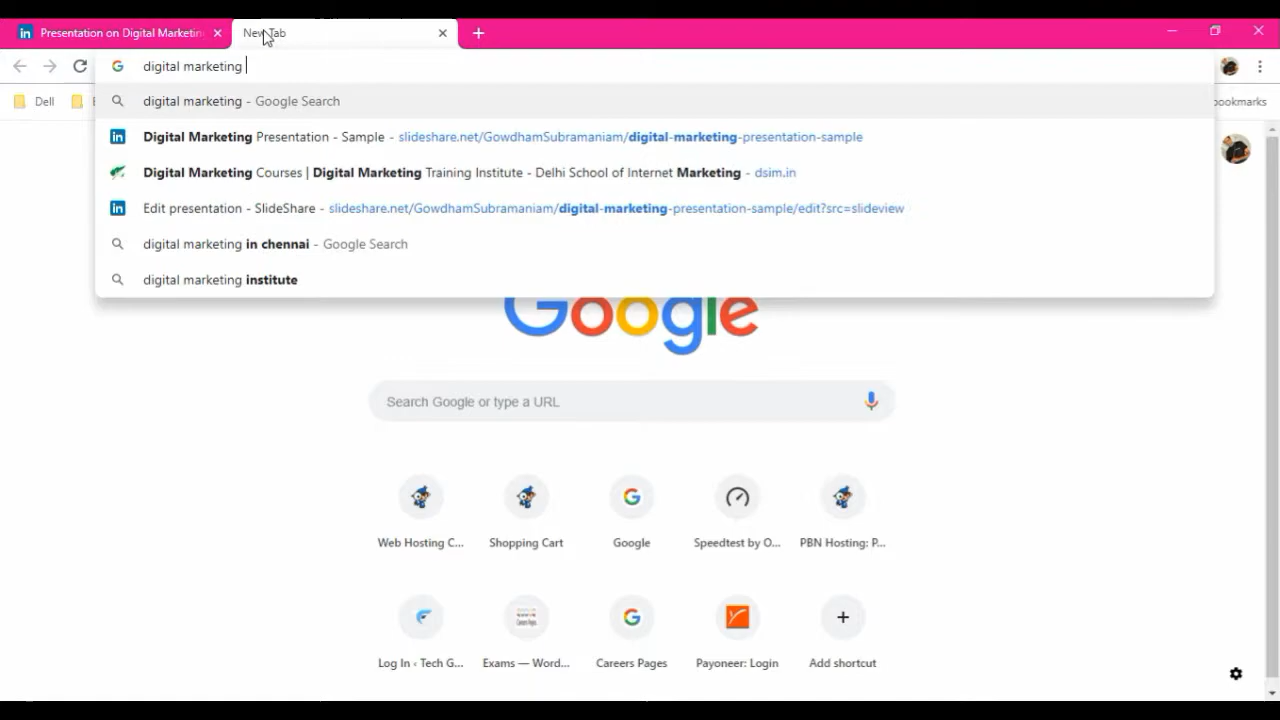 Presentation on Digital Marketin
New Tab
digital marketing
Dell
bookmarks
digital marketing - Google Search
Digital Marketing Presentation - Sample - slideshare.net/GowdhamSubramaniam/digital-marketing-presentation-sample
Digital Marketing Courses | Digital Marketing Training Institute - Delhi School of Internet Marketing - dsim.in
Edit presentation - SlideShare - slideshare.net/GowdhamSubramaniam/digital-marketing-presentation-sample/edit?src=slideview
digital marketing in chennai - Google Search
digital marketing institute
Google
Search Google or type a URL
Web Hosting C...
Shopping Cart
Google
Speedtest by O...
PBN Hosting: P...
Log In ‹ Tech G...
Exams — Word...
Careers Pages
Payoneer: Login
Add shortcut